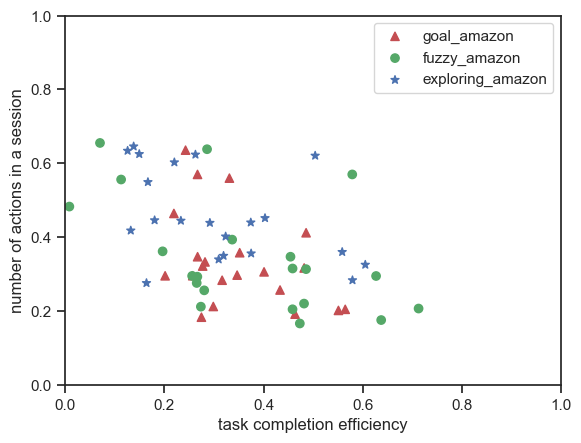 goal_amazon
fuzzy_amazon
exploring_amazon
number of actions in a session
1.0
0.8
0.6
0.4
0.2
0.0
0.0 0.2 0.4 0.6 0.8 1.0
task completion efficiency